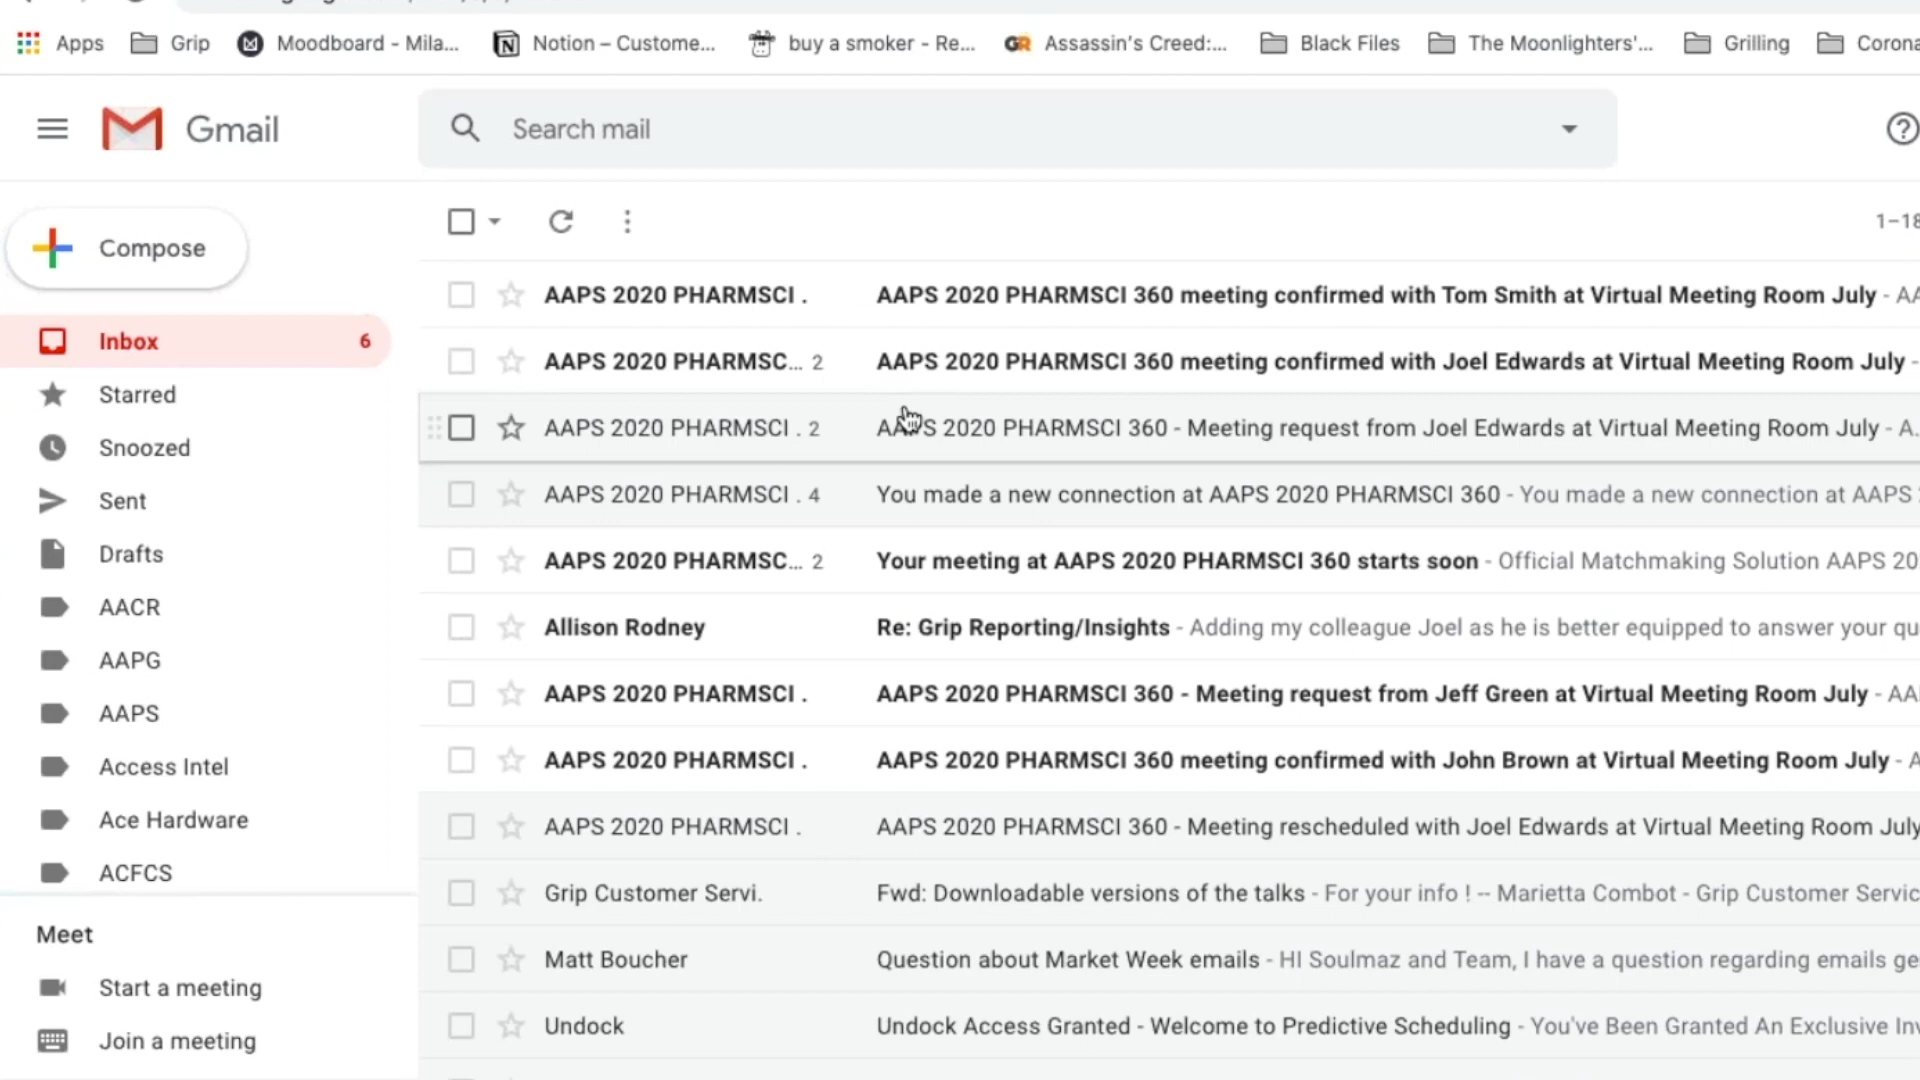 Apps Grip Moodboard - Mila... Notion – Custome... buy a smoker - Re... Assassin's Creed:... Black Files The Moonlighters'... Grilling Corona
Gmail Search mail
Compose 1–18
Inbox 6
Starred
Snoozed
Sent
Drafts
AACR
AAPG
AAPS
Access Intel
Ace Hardware
ACFCS
Meet
Start a meeting
Join a meeting
AAPS 2020 PHARMSCI . AAPS 2020 PHARMSCI 360 meeting confirmed with Tom Smith at Virtual Meeting Room July - AA
AAPS 2020 PHARMSC... 2 AAPS 2020 PHARMSCI 360 meeting confirmed with Joel Edwards at Virtual Meeting Room July -
AAPS 2020 PHARMSCI . 2 AAPS 2020 PHARMSCI 360 - Meeting request from Joel Edwards at Virtual Meeting Room July - A.
AAPS 2020 PHARMSCI . 4 You made a new connection at AAPS 2020 PHARMSCI 360 - You made a new connection at AAPS
AAPS 2020 PHARMSC... 2 Your meeting at AAPS 2020 PHARMSCI 360 starts soon - Official Matchmaking Solution AAPS 20
Allison Rodney Re: Grip Reporting/Insights - Adding my colleague Joel as he is better equipped to answer your qu
AAPS 2020 PHARMSCI . AAPS 2020 PHARMSCI 360 - Meeting request from Jeff Green at Virtual Meeting Room July - AA
AAPS 2020 PHARMSCI . AAPS 2020 PHARMSCI 360 meeting confirmed with John Brown at Virtual Meeting Room July - A
AAPS 2020 PHARMSCI . AAPS 2020 PHARMSCI 360 - Meeting rescheduled with Joel Edwards at Virtual Meeting Room July
Grip Customer Servi. Fwd: Downloadable versions of the talks - For your info ! -- Marietta Combot - Grip Customer Servic
Matt Boucher Question about Market Week emails - HI Soulmaz and Team, I have a question regarding emails ge
Undock Undock Access Granted - Welcome to Predictive Scheduling - You've Been Granted An Exclusive Inv